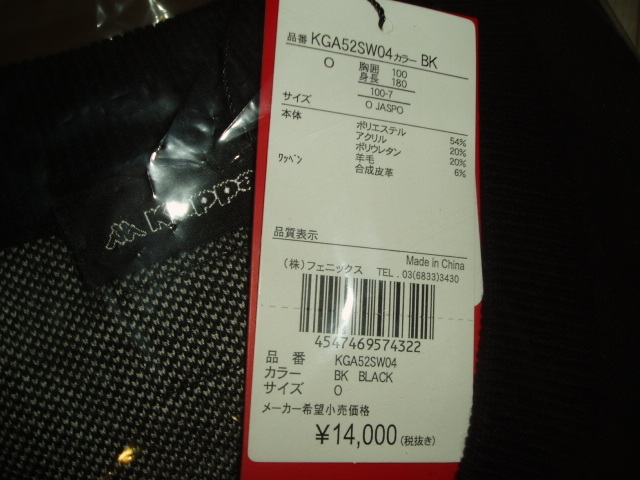 品番 KGA52SW04 カラー BK
O 胸囲 100
身長 180
100-7
サイズ O JASPO
本体 ポリエステル 54%
アクリル 20%
ポリウレタン 20%
ﾜｯﾍﾟﾝ 羊毛 6%
合成皮革
品質表示
Made in China
(株)フェニックス TEL. 03(6833)3430
4547469574322
品番 KGA52SW04
カラー BK BLACK
サイズ O
メーカー希望小売価格
¥14,000(税抜き)
Kappa